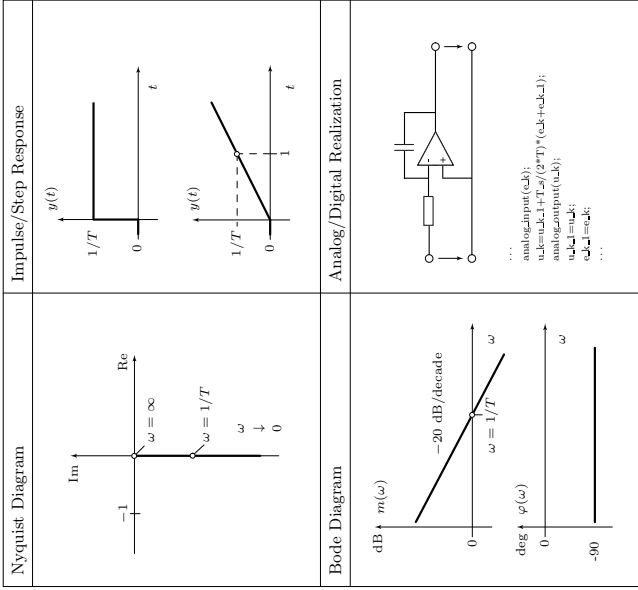 Nyquist Diagram
Im
Re
−1
ω = ∞
ω = 1/T
ω
↓
0
Impulse/Step Response
y(t)
1/T
0
t
y(t)
1/T
0
1
t
Bode Diagram
dB
m(ω)
−20 dB/decade
0
ω = 1/T
ω
deg
φ(ω)
0
ω
-90
Analog/Digital Realization
-
+
. . .
analog_input(e_k);
u_k=u_k_1+T_s/(2*T)*(e_k+e_k_1);
analog_output(u_k);
u_k_1=u_k;
e_k_1=e_k;
. . .